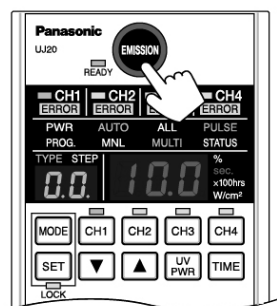 Panasonic
UJ20
EMISSION
READY
CH1 CH2 CH4
ERROR ERROR ERROR
PWR AUTO ALL PULSE
PROG. MNL MULTI STATUS
TYPE STEP %
sec.
0.0. 10.0 ×100hrs
W/cm²
MODE CH1 CH2 CH3 CH4
SET ▼ ▲ UV PWR TIME
LOCK